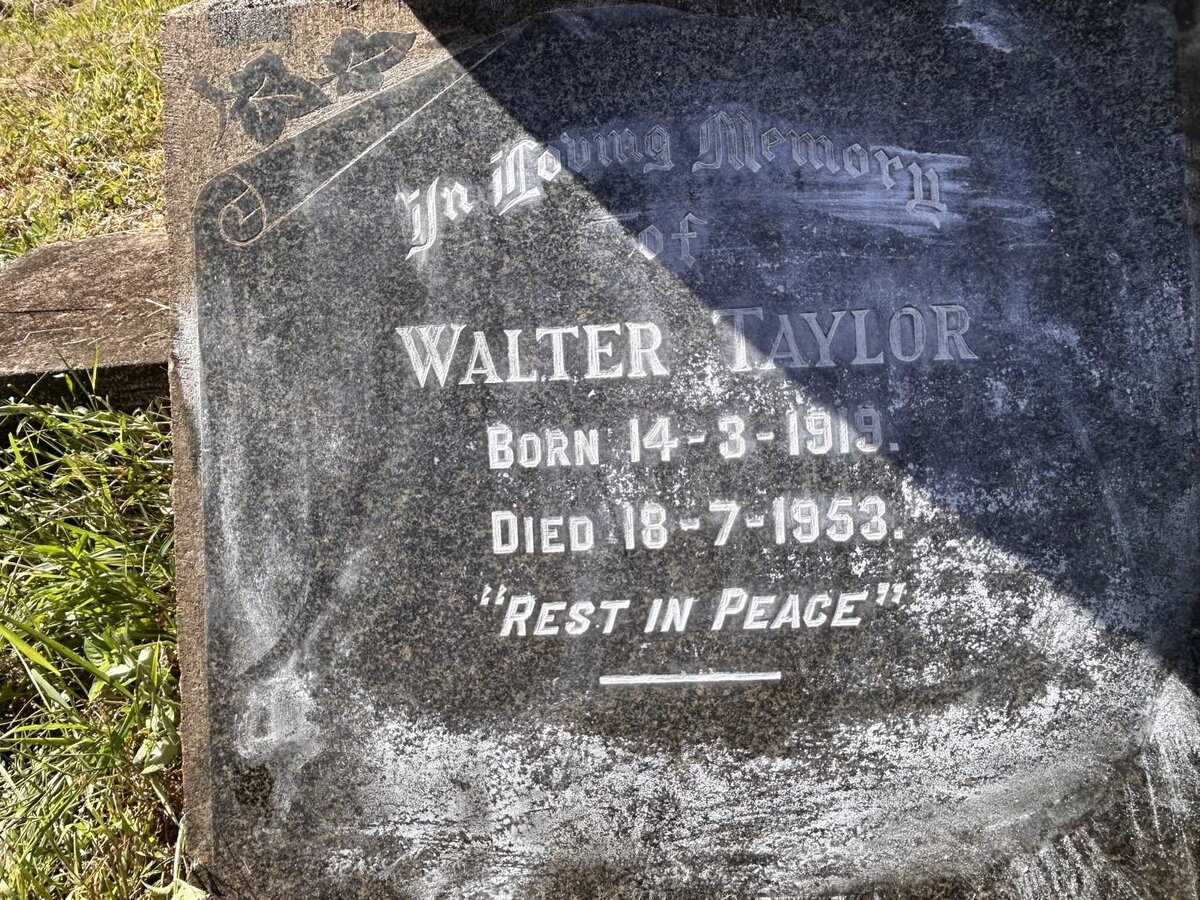 In Loving Memory
of
WALTER TAYLOR
BORN 14-3-1919.
DIED 18-7-1953.
"REST IN PEACE"